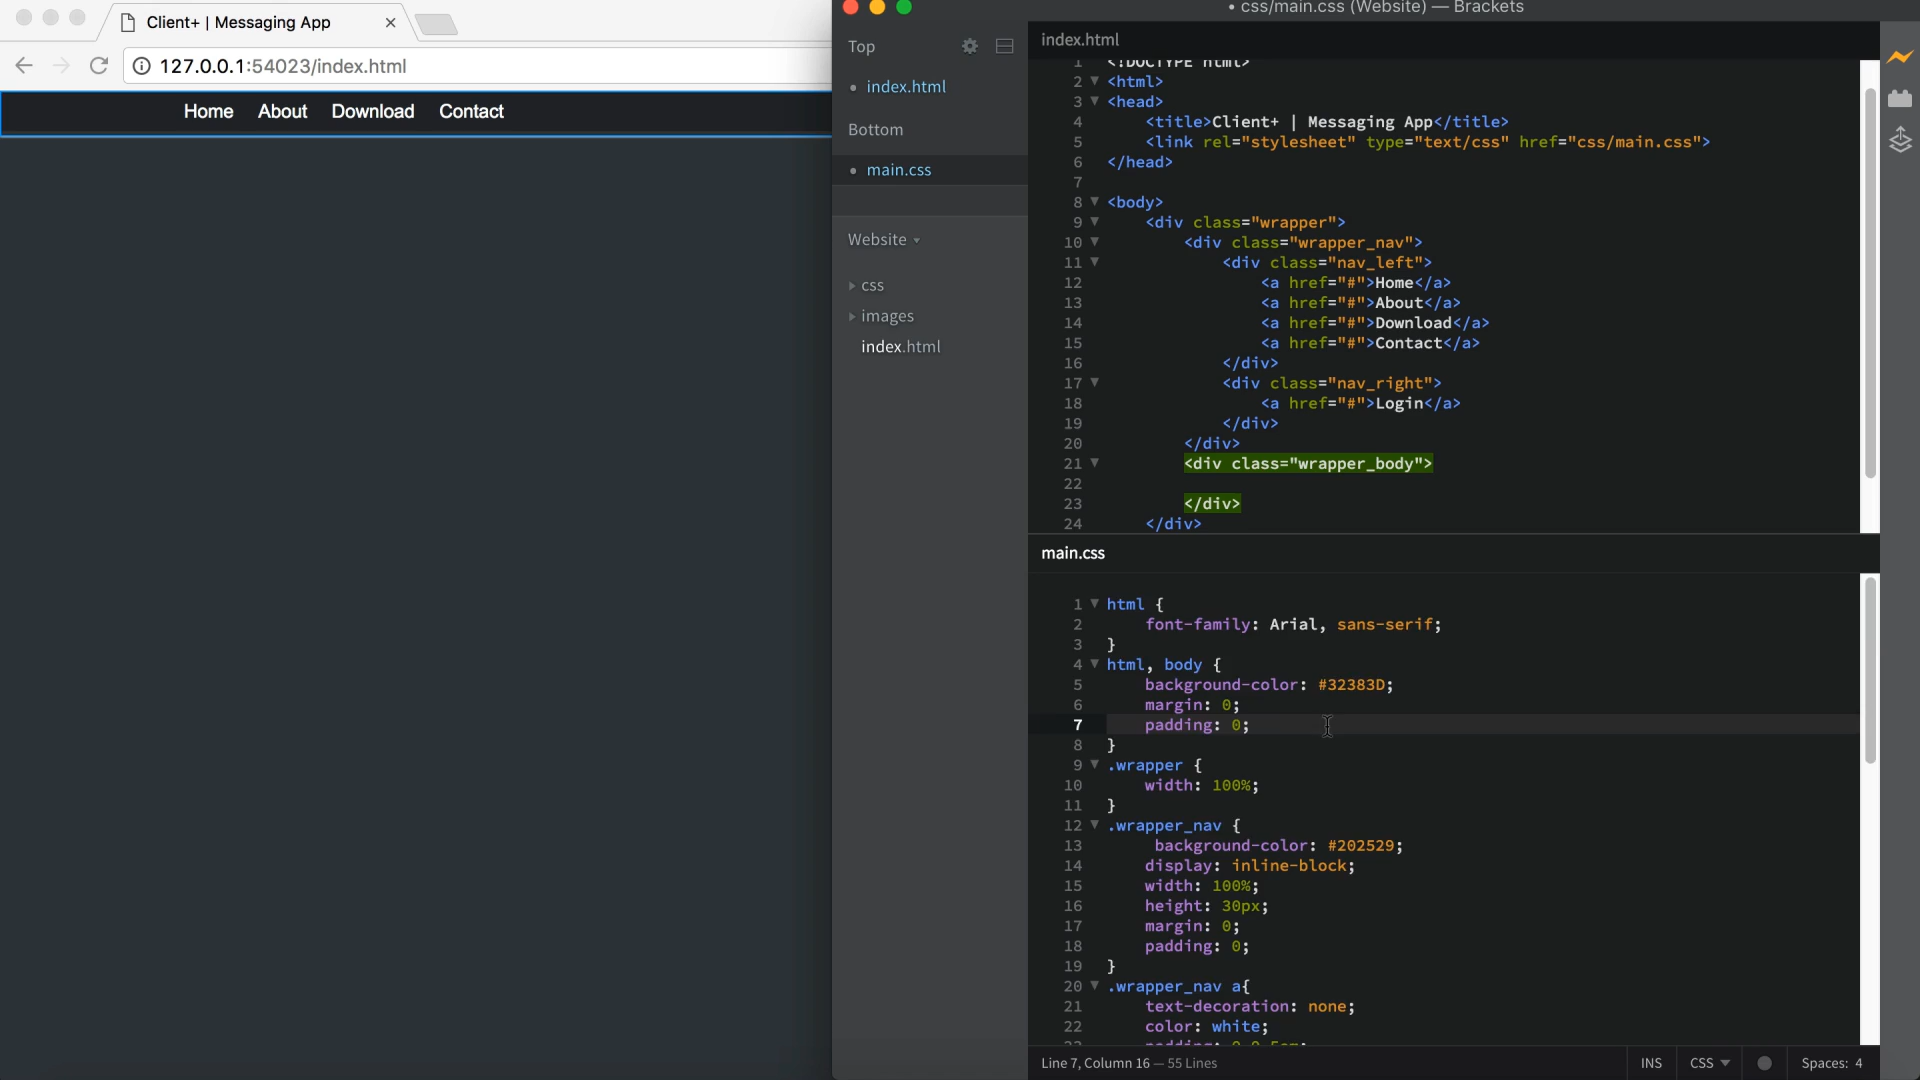 Client+ | Messaging App
127.0.0.1:54023/index.html
Home About Download Contact
• css/main.css (Website) — Brackets
Top
index.html
Bottom
main.css
Website
css
images
index.html
index.html
1 <!DOCTYPE html>
2 <html>
3 <head>
4 <title>Client+ | Messaging App</title>
5 <link rel="stylesheet" type="text/css" href="css/main.css">
6 </head>
7
8 <body>
9 <div class="wrapper">
10 <div class="wrapper_nav">
11 <div class="nav_left">
12 <a href="#">Home</a>
13 <a href="#">About</a>
14 <a href="#">Download</a>
15 <a href="#">Contact</a>
16 </div>
17 <div class="nav_right">
18 <a href="#">Login</a>
19 </div>
20 </div>
21 <div class="wrapper_body">
22
23 </div>
24 </div>
main.css
1 html {
2 font-family: Arial, sans-serif;
3 }
4 html, body {
5 background-color: #32383D;
6 margin: 0;
7 padding: 0;
8 }
9 .wrapper {
10 width: 100%;
11 }
12 .wrapper_nav {
13 background-color: #202529;
14 display: inline-block;
15 width: 100%;
16 height: 30px;
17 margin: 0;
18 padding: 0;
19 }
20 .wrapper_nav a{
21 text-decoration: none;
22 color: white;
Line 7, Column 16 — 55 Lines
INS CSS Spaces: 4